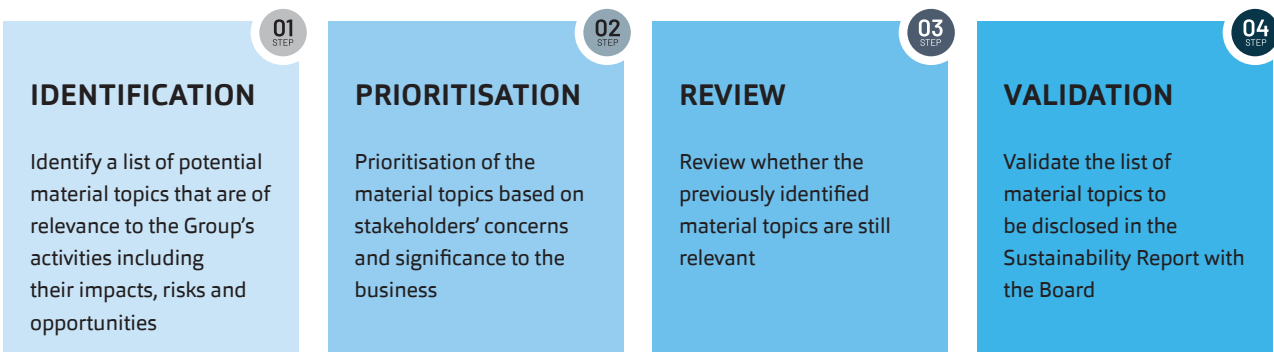 01
STEP
IDENTIFICATION
Identify a list of potential
material topics that are of
relevance to the Group's
activities including
their impacts, risks and
opportunities
02
STEP
PRIORITISATION
Prioritisation of the
material topics based on
stakeholders' concerns
and significance to the
business
03
STEP
REVIEW
Review whether the
previously identified
material topics are still
relevant
04
STEP
VALIDATION
Validate the list of
material topics to
be disclosed in the
Sustainability Report with
the Board